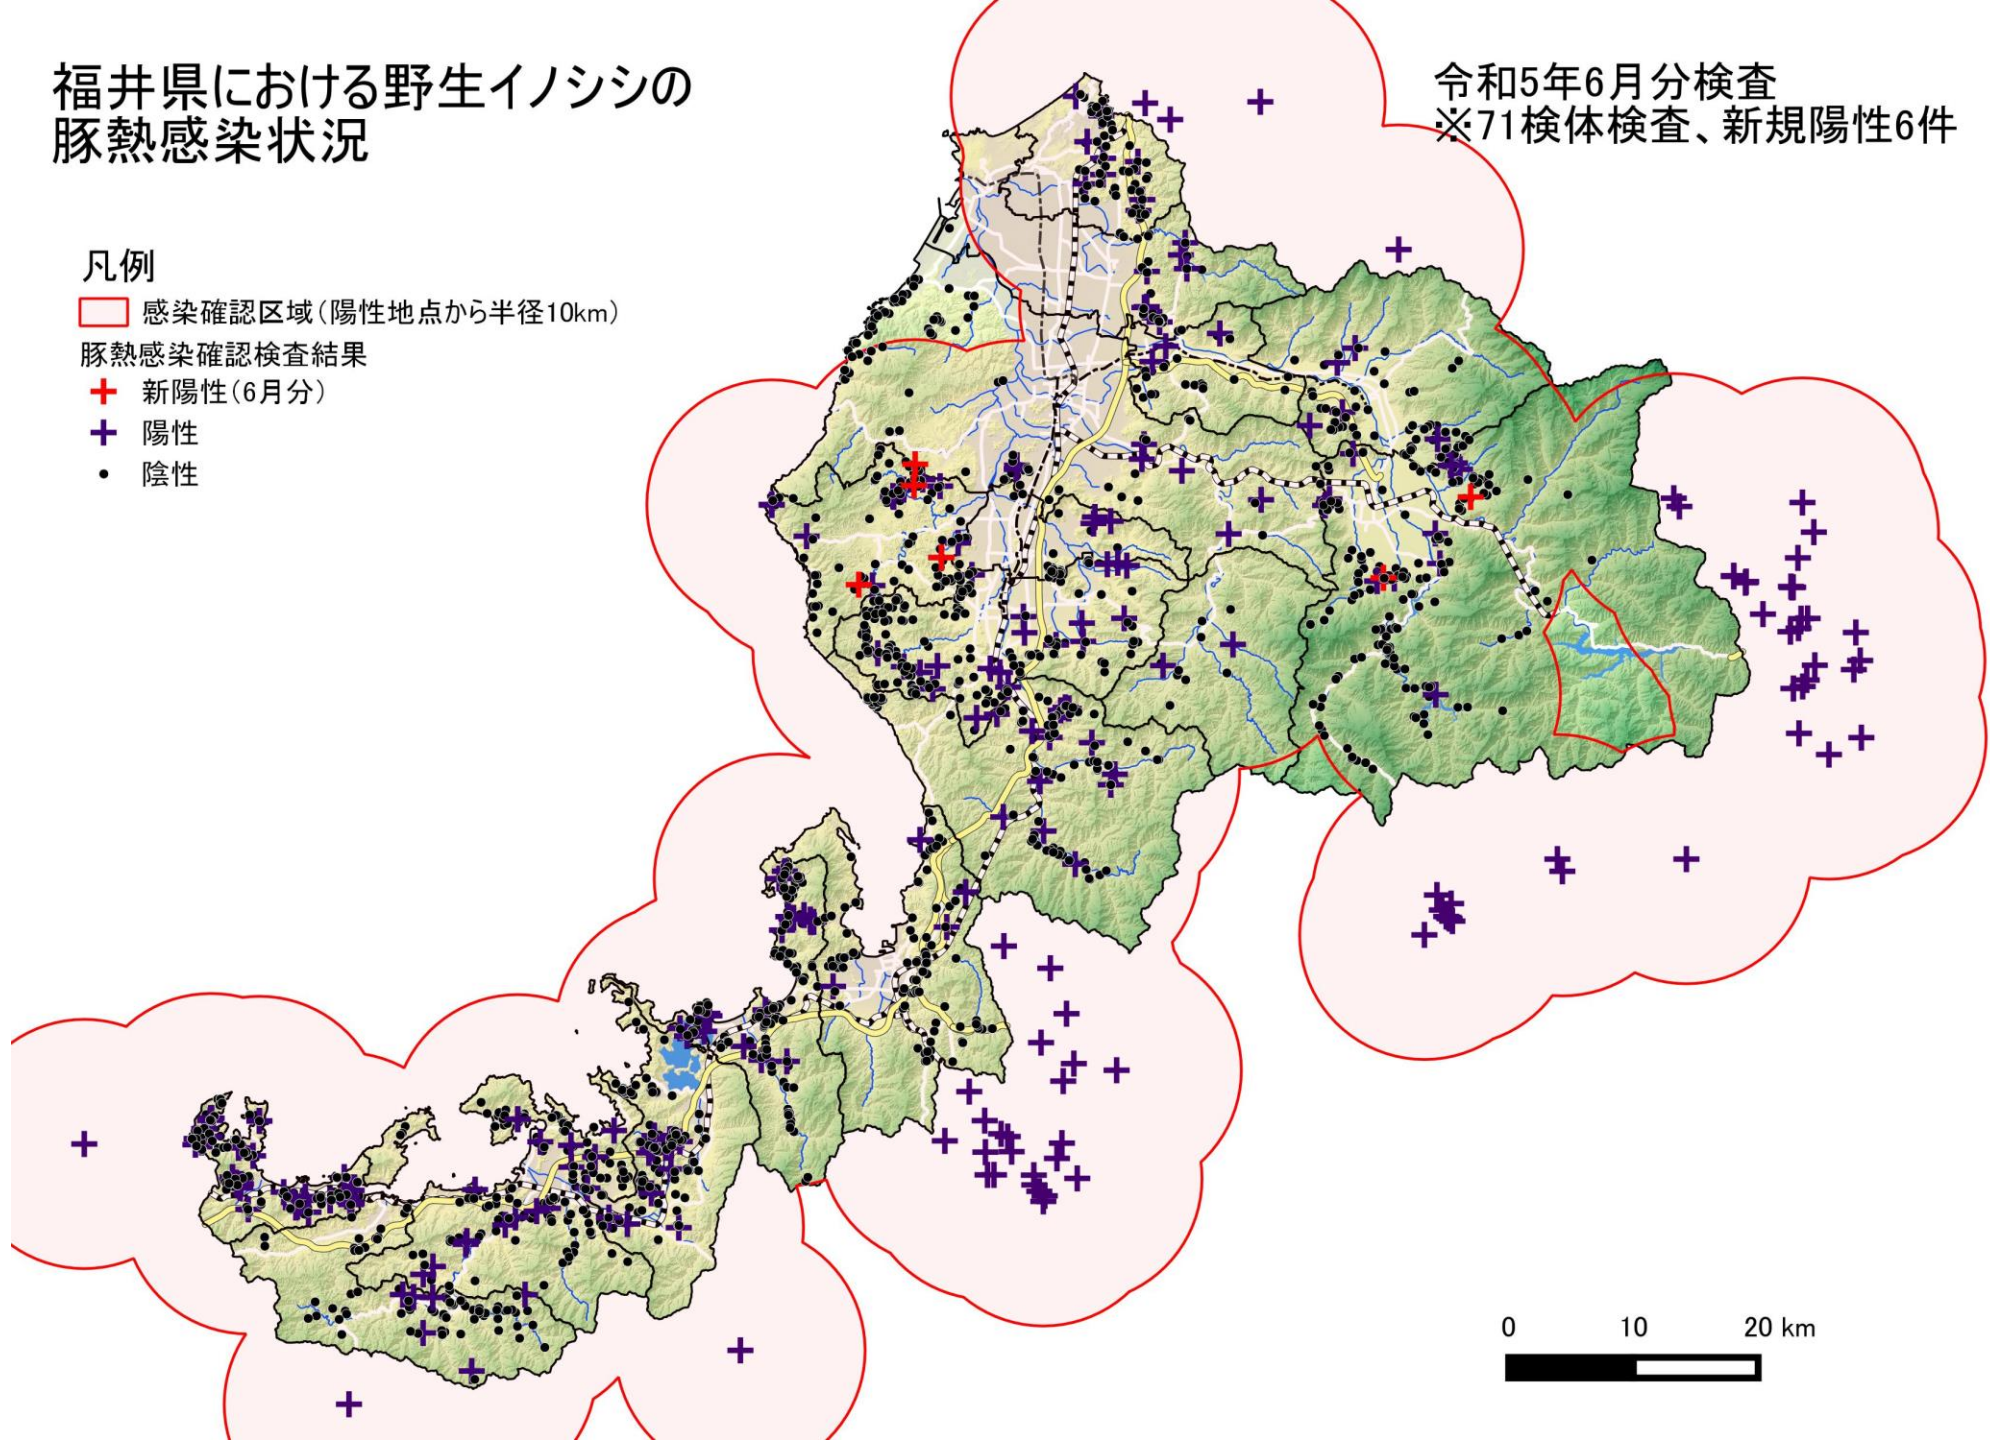 福井県における野生イノシシの
豚熱感染状況
令和5年6月分検査
※71検体検査、新規陽性6件
凡例
感染確認区域(陽性地点から半径10km)
豚熱感染確認検査結果
新陽性(6月分)
陽性
陰性
0 10 20 km